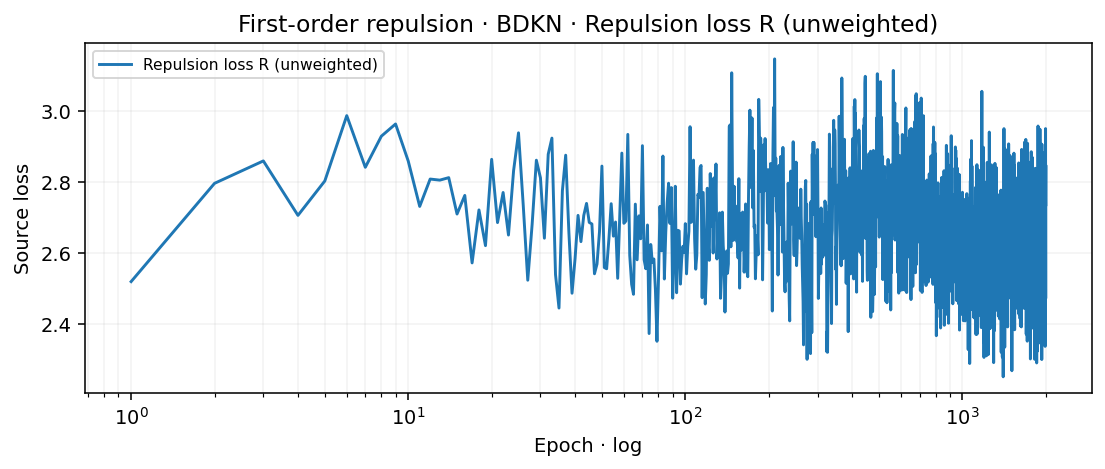 First-order repulsion · BDKN · Repulsion loss R (unweighted)
Repulsion loss R (unweighted)
Source loss
3.0
2.8
2.6
2.4
10⁰ 10¹ 10² 10³
Epoch · log